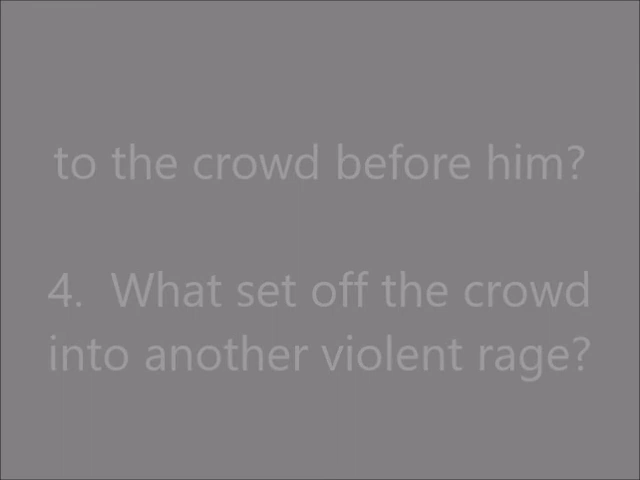 to the crowd before him?
4.  What set off the crowd
into another violent rage?